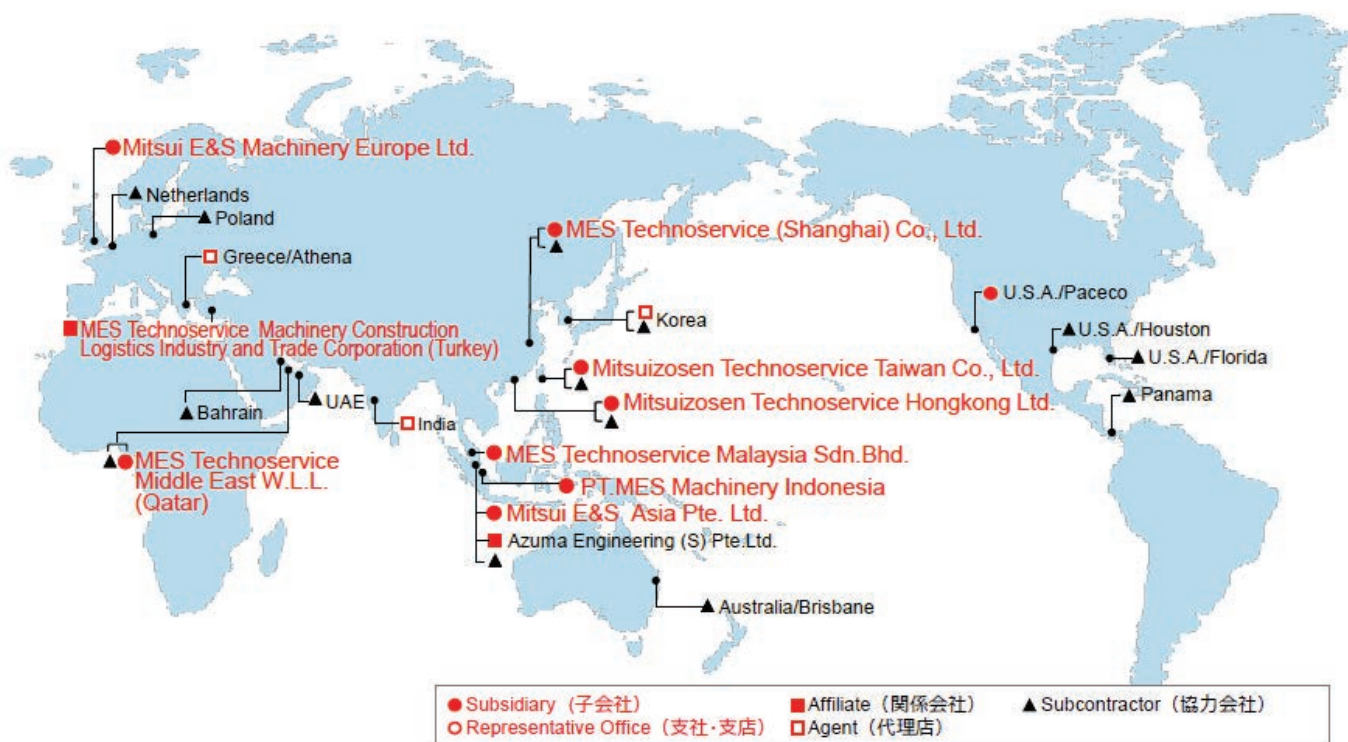 Mitsui E&S Machinery Europe Ltd.
Netherlands
Poland
Greece/Athena
MES Technoservice Machinery Construction
Logistics Industry and Trade Corporation (Turkey)
Bahrain
UAE
India
MES Technoservice
Middle East W.L.L.
(Qatar)
MES Technoservice (Shanghai) Co., Ltd.
Korea
Mitsuizosen Technoservice Taiwan Co., Ltd.
Mitsuizosen Technoservice Hongkong Ltd.
MES Technoservice Malaysia Sdn.Bhd.
PT.MES Machinery Indonesia
Mitsui E&S Asia Pte. Ltd.
Azuma Engineering (S) Pte.Ltd.
Australia/Brisbane
U.S.A./Paceco
U.S.A./Houston
U.S.A./Florida
Panama
Subsidiary（子会社） Affiliate（関係会社） Subcontractor（協力会社）
Representative Office（支社・支店） Agent（代理店）